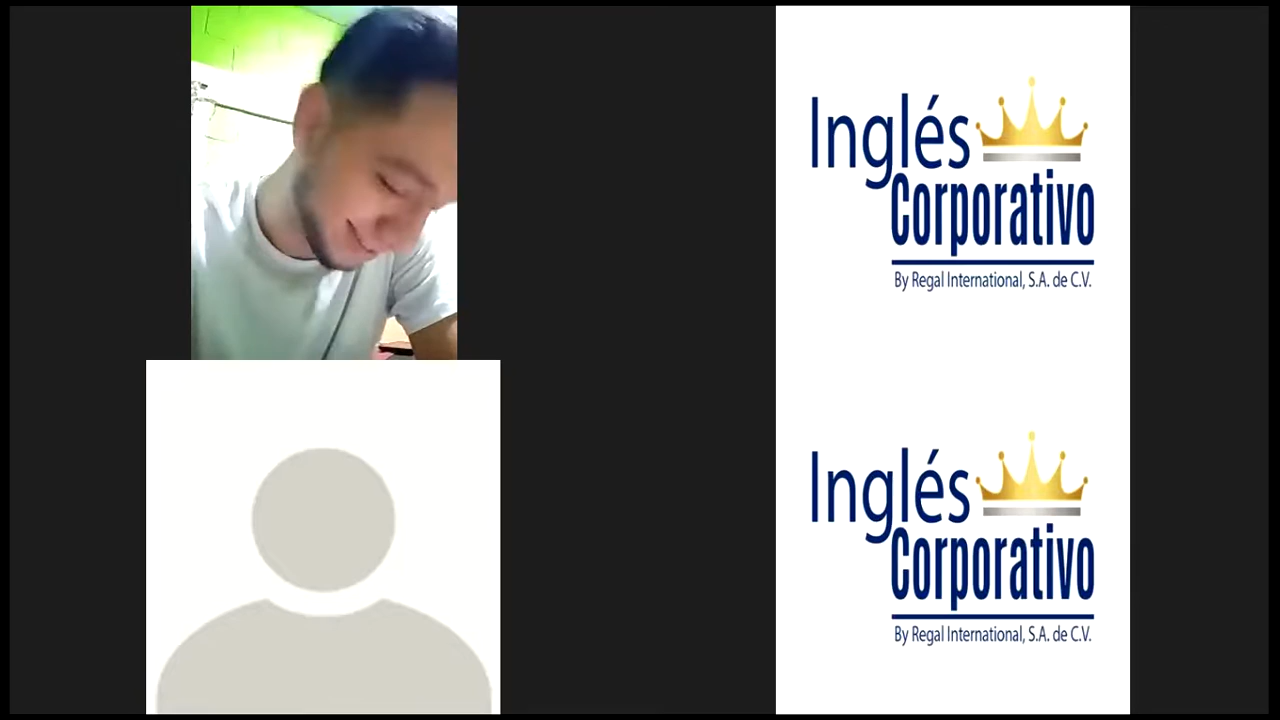 Inglés
Corporativo
By Regal International, S.A. de C.V.
Inglés
Corporativo
By Regal International, S.A. de C.V.